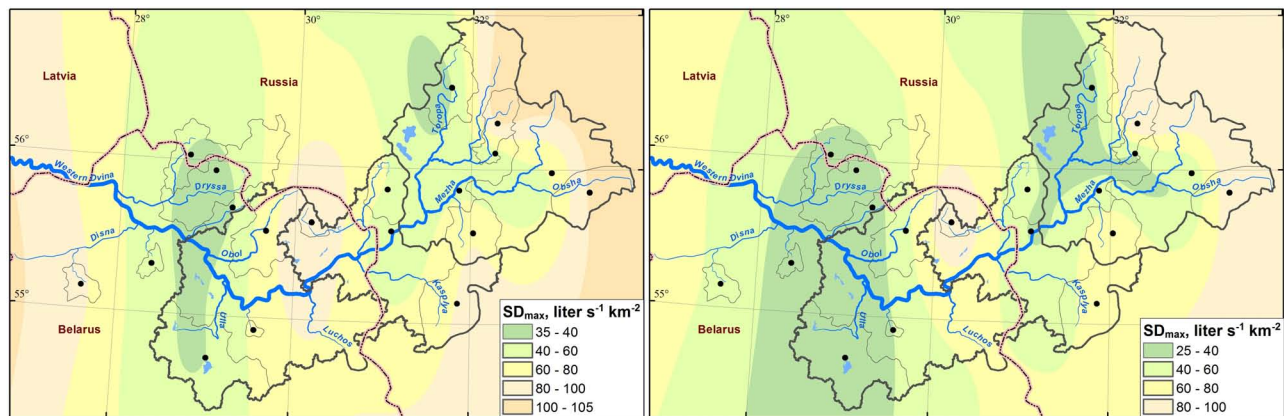 28°
30°
32°
Latvia
Russia
Toropa
56°
Western Dvina
Dryssa
Mezha
Obsha
Disna
Obol
55°
Ulla
Kasplya
Luchos
Belarus
SDmax, liter s-1 km-2
35 - 40
40 - 60
60 - 80
80 - 100
100 - 105
28°
30°
32°
Latvia
Russia
Toropa
56°
Western Dvina
Dryssa
Mezha
Obsha
Disna
Obol
55°
Ulla
Kasplya
Luchos
Belarus
SDmax, liter s-1 km-2
25 - 40
40 - 60
60 - 80
80 - 100